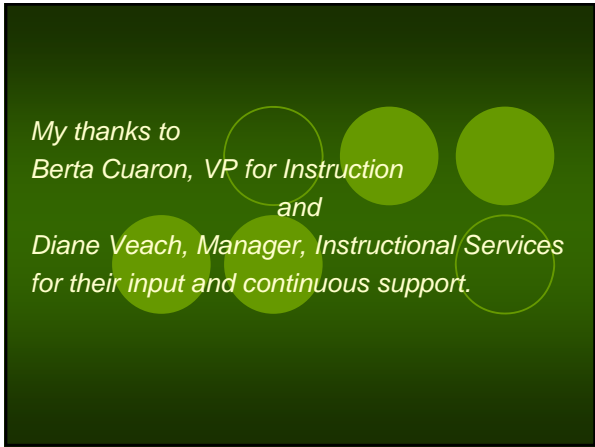 My thanks to
Berta Cuaron, VP for Instruction
and
Diane Veach, Manager, Instructional Services
for their input and continuous support.